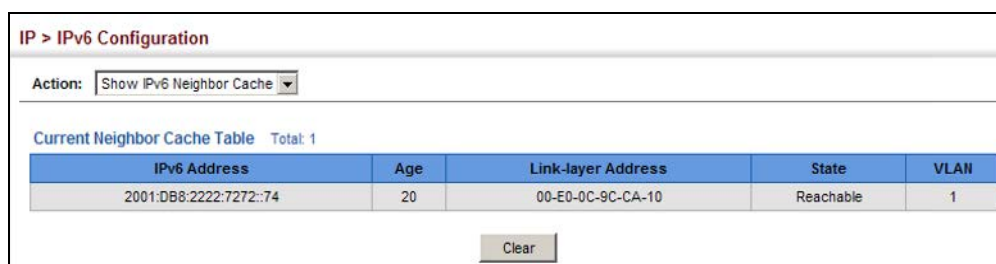 IP > IPv6 Configuration
Action: Show IPv6 Neighbor Cache
Current Neighbor Cache Table Total: 1
IPv6 Address Age Link-layer Address State VLAN
2001:DB8:2222:7272::74 20 00-E0-0C-9C-CA-10 Reachable 1
Clear